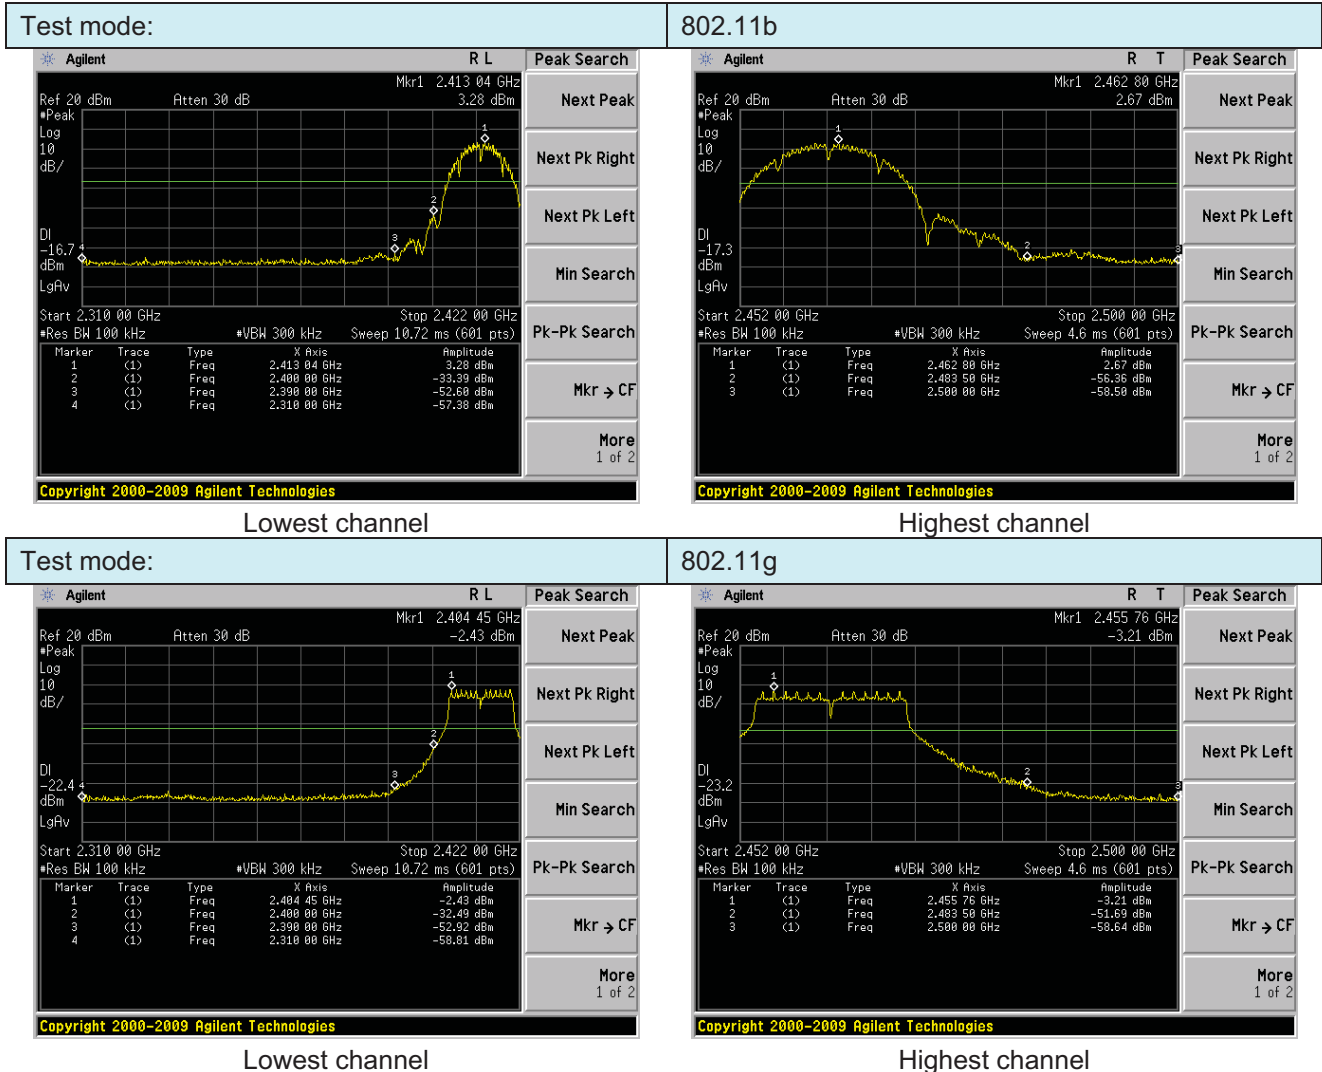 Test mode: 802.11b
Agilent R L Peak Search
Mkr1 2.413 04 GHz
Ref 20 dBm Atten 30 dB 3.28 dBm
#Peak
Log
10
dB/
DI
-16.7
dBm
LgAv
1
2
3
4
Start 2.310 00 GHz Stop 2.422 00 GHz
#Res BW 100 kHz #VBW 300 kHz Sweep 10.72 ms (601 pts)
Marker Trace Type X Axis Amplitude
1 (1) Freq 2.413 04 GHz 3.28 dBm
2 (1) Freq 2.400 00 GHz -33.39 dBm
3 (1) Freq 2.390 00 GHz -52.60 dBm
4 (1) Freq 2.310 00 GHz -57.38 dBm
Next Peak
Next Pk Right
Next Pk Left
Min Search
Pk-Pk Search
Mkr → CF
More
1 of 2
Copyright 2000-2009 Agilent Technologies
Lowest channel
Agilent R T Peak Search
Mkr1 2.462 80 GHz
Ref 20 dBm Atten 30 dB 2.67 dBm
#Peak
Log
10
dB/
DI
-17.3
dBm
LgAv
1
2
3
Start 2.452 00 GHz Stop 2.500 00 GHz
#Res BW 100 kHz #VBW 300 kHz Sweep 4.6 ms (601 pts)
Marker Trace Type X Axis Amplitude
1 (1) Freq 2.462 80 GHz 2.67 dBm
2 (1) Freq 2.483 50 GHz -56.36 dBm
3 (1) Freq 2.500 00 GHz -58.50 dBm
Next Peak
Next Pk Right
Next Pk Left
Min Search
Pk-Pk Search
Mkr → CF
More
1 of 2
Copyright 2000-2009 Agilent Technologies
Highest channel
Test mode: 802.11g
Agilent R L Peak Search
Mkr1 2.404 45 GHz
Ref 20 dBm Atten 30 dB -2.43 dBm
#Peak
Log
10
dB/
DI
-22.4
dBm
LgAv
1
2
3
4
Start 2.310 00 GHz Stop 2.422 00 GHz
#Res BW 100 kHz #VBW 300 kHz Sweep 10.72 ms (601 pts)
Marker Trace Type X Axis Amplitude
1 (1) Freq 2.404 45 GHz -2.43 dBm
2 (1) Freq 2.400 00 GHz -32.49 dBm
3 (1) Freq 2.390 00 GHz -52.92 dBm
4 (1) Freq 2.310 00 GHz -58.81 dBm
Next Peak
Next Pk Right
Next Pk Left
Min Search
Pk-Pk Search
Mkr → CF
More
1 of 2
Copyright 2000-2009 Agilent Technologies
Lowest channel
Agilent R T Peak Search
Mkr1 2.455 76 GHz
Ref 20 dBm Atten 30 dB -3.21 dBm
#Peak
Log
10
dB/
DI
-23.2
dBm
LgAv
1
2
3
Start 2.452 00 GHz Stop 2.500 00 GHz
#Res BW 100 kHz #VBW 300 kHz Sweep 4.6 ms (601 pts)
Marker Trace Type X Axis Amplitude
1 (1) Freq 2.455 76 GHz -3.21 dBm
2 (1) Freq 2.483 50 GHz -51.69 dBm
3 (1) Freq 2.500 00 GHz -58.64 dBm
Next Peak
Next Pk Right
Next Pk Left
Min Search
Pk-Pk Search
Mkr → CF
More
1 of 2
Copyright 2000-2009 Agilent Technologies
Highest channel